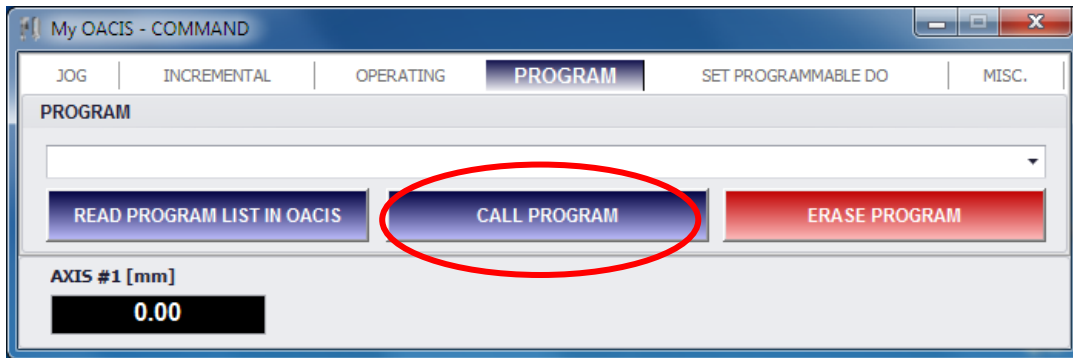 My OACIS - COMMAND
JOG INCREMENTAL OPERATING PROGRAM SET PROGRAMMABLE DO MISC.
PROGRAM
READ PROGRAM LIST IN OACIS CALL PROGRAM ERASE PROGRAM
AXIS #1 [mm]
0.00